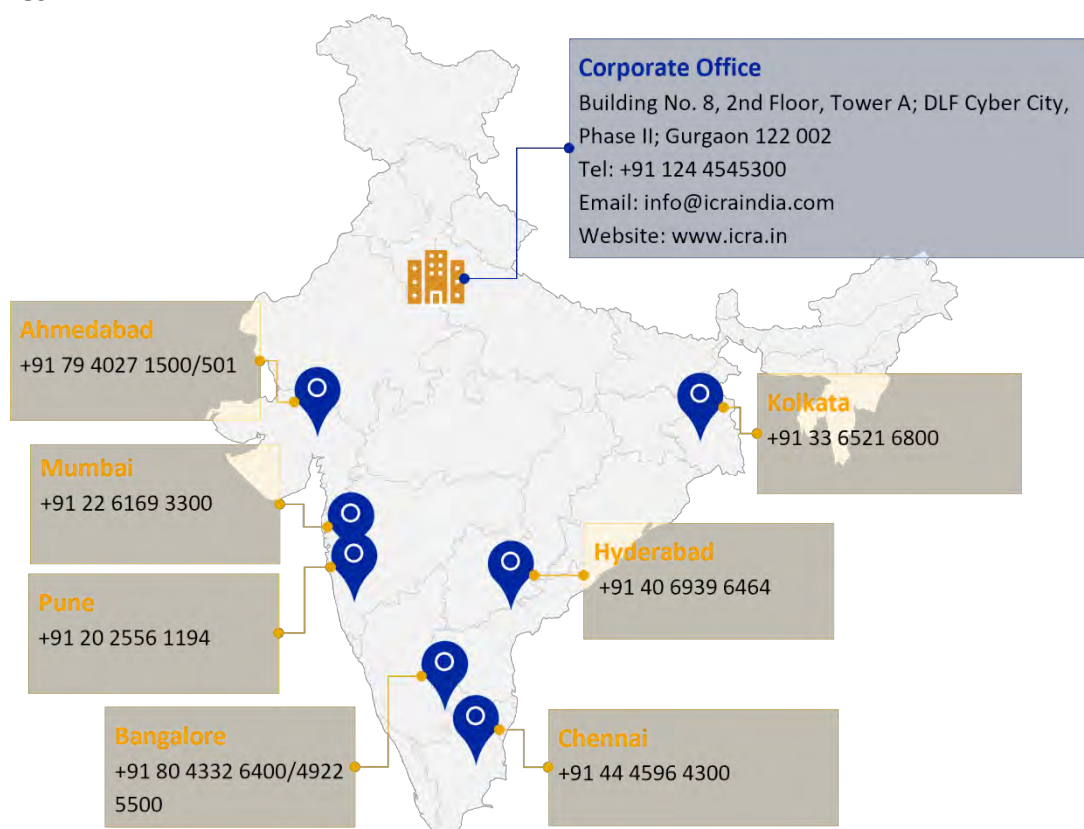 Corporate Office
Building No. 8, 2nd Floor, Tower A; DLF Cyber City,
Phase II; Gurgaon 122 002
Tel: +91 124 4545300
Email: info@icraindia.com
Website: www.icra.in
Ahmedabad
+91 79 4027 1500/501
Kolkata
+91 33 6521 6800
Mumbai
+91 22 6169 3300
Hyderabad
+91 40 6939 6464
Pune
+91 20 2556 1194
Bangalore
+91 80 4332 6400/4922
5500
Chennai
+91 44 4596 4300